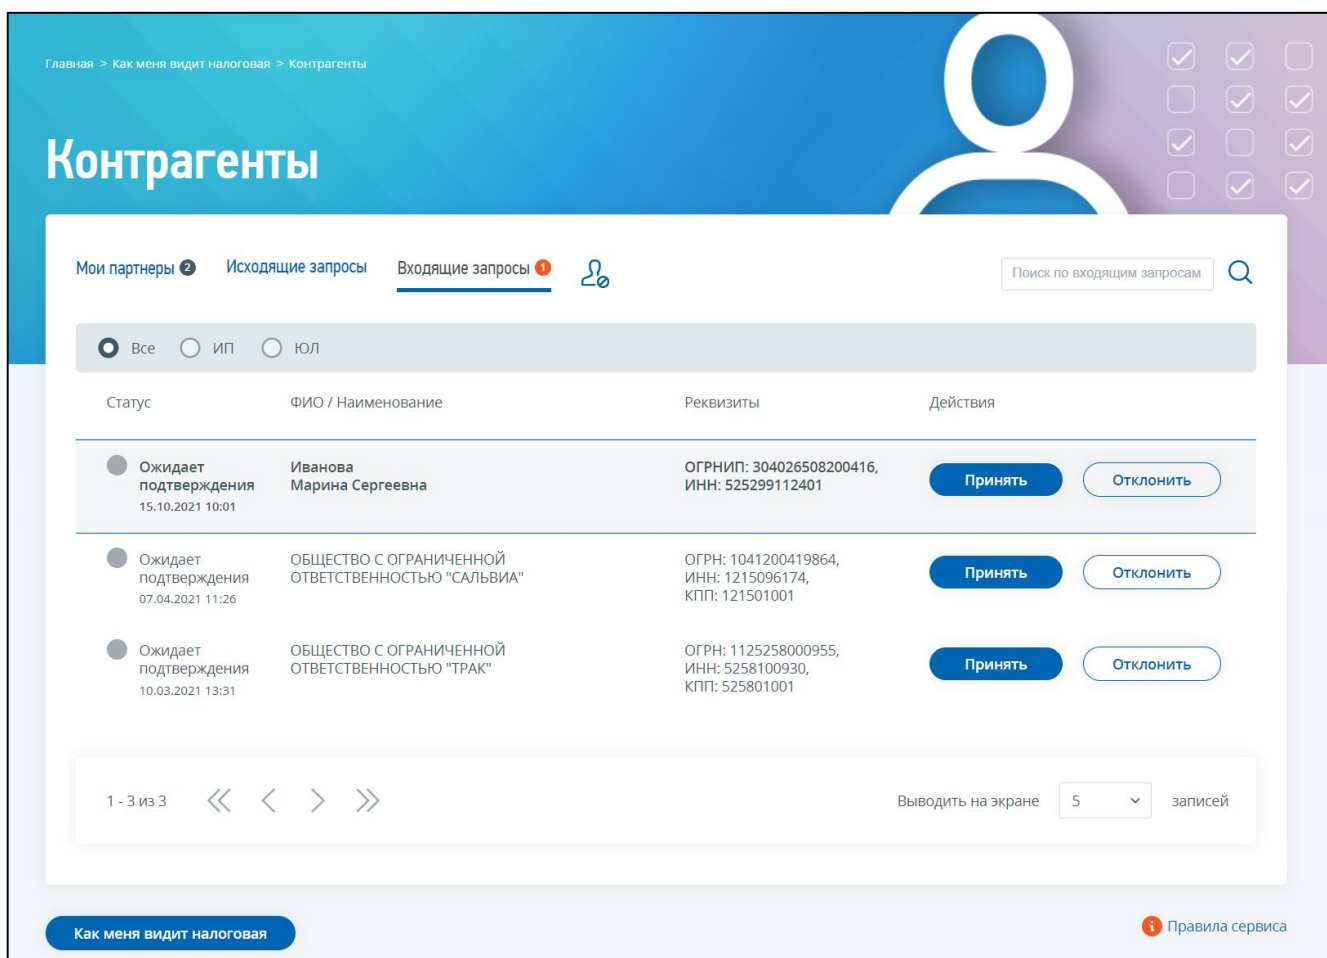 Главная > Как меня видит налоговая > Контрагенты
Контрагенты
Мои партнеры 2 Исходящие запросы Входящие запросы 1 Поиск по входящим запросам
Все ИП ЮЛ
Статус ФИО / Наименование Реквизиты Действия
Ожидает подтверждения
15.10.2021 10:01
Иванова
Марина Сергеевна
ОГРНИП: 304026508200416,
ИНН: 525299112401
Принять Отклонить
Ожидает
подтверждения
07.04.2021 11:26
ОБЩЕСТВО С ОГРАНИЧЕННОЙ
ОТВЕТСТВЕННОСТЬЮ "САЛЬВИА"
ОГРН: 1041200419864,
ИНН: 1215096174,
КПП: 121501001
Принять Отклонить
Ожидает
подтверждения
10.03.2021 13:31
ОБЩЕСТВО С ОГРАНИЧЕННОЙ
ОТВЕТСТВЕННОСТЬЮ "ТРАК"
ОГРН: 1125258000955,
ИНН: 5258100930,
КПП: 525801001
Принять Отклонить
1 - 3 из 3 Выводить на экране 5 записей
Как меня видит налоговая Правила сервиса